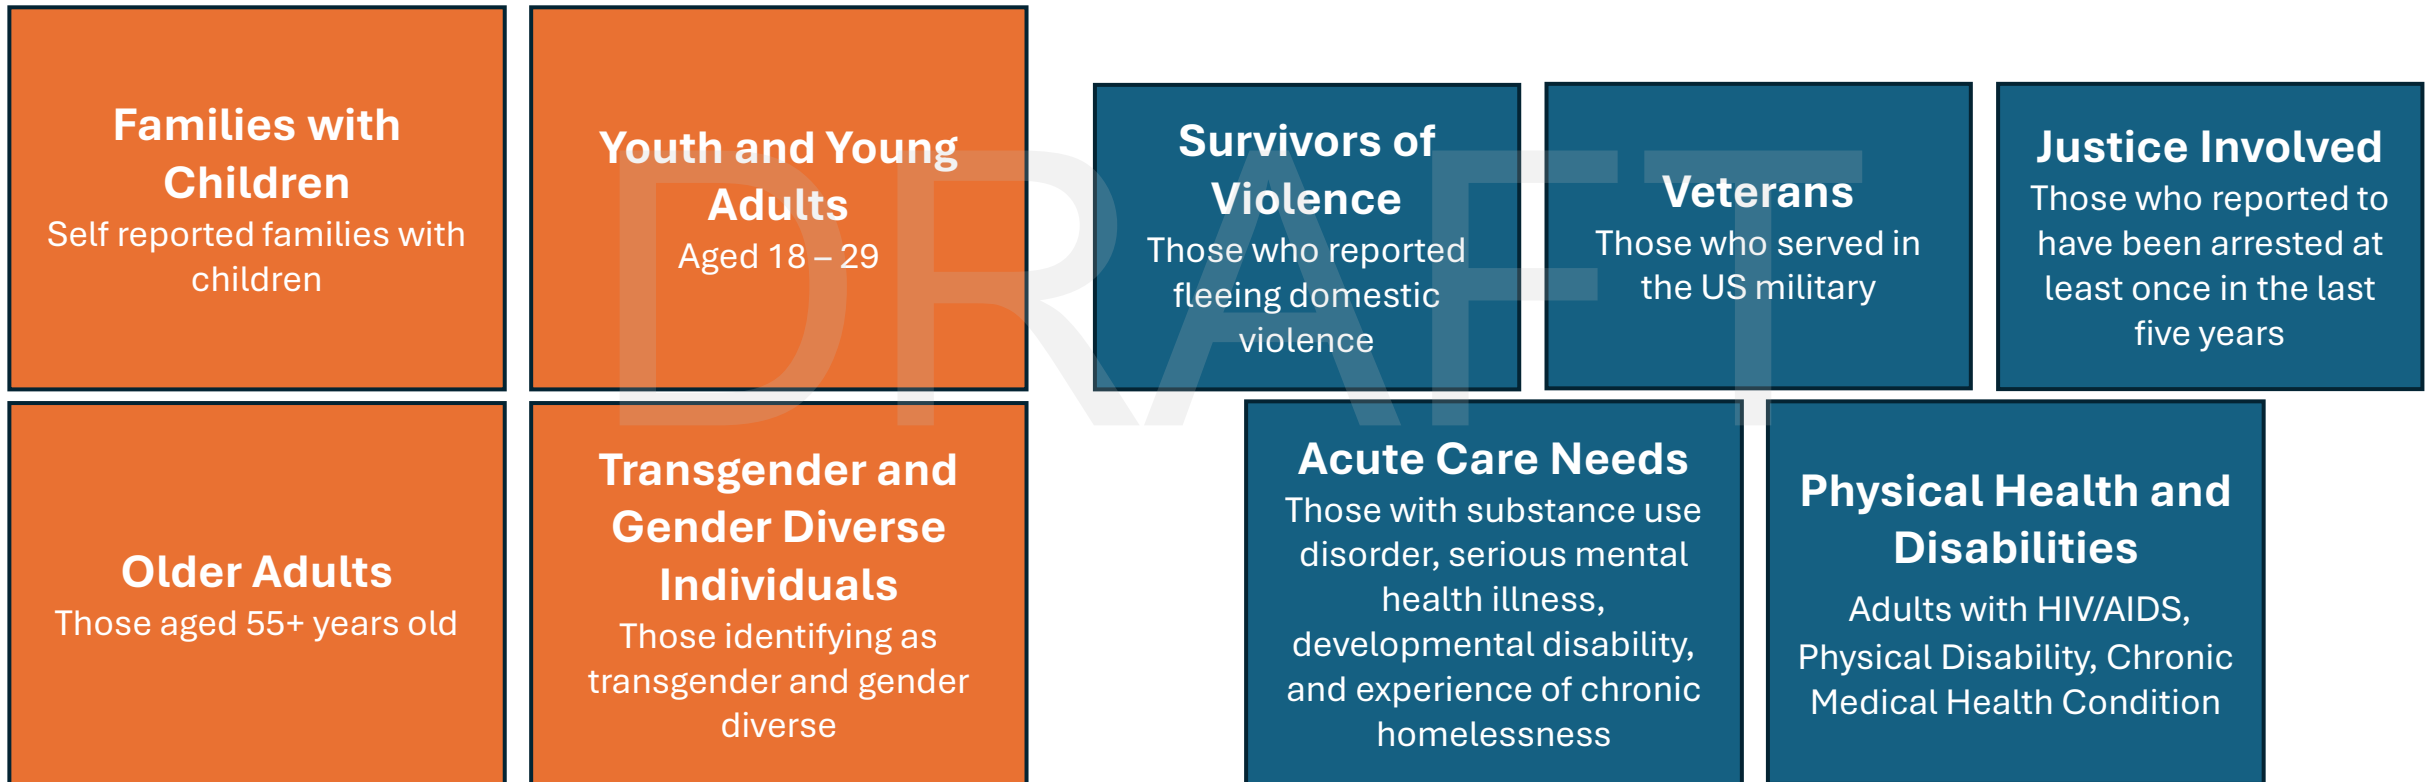 Families with
Children
Self reported families with
children
Youth and Young
Adults
Aged 18 – 29
Survivors of
Violence
Those who reported
fleeing domestic
violence
Veterans
Those who served in
the US military
Justice Involved
Those who reported to
have been arrested at
least once in the last
five years
DRAFT
Older Adults
Those aged 55+ years old
Transgender and
Gender Diverse
Individuals
Those identifying as
transgender and gender
diverse
Acute Care Needs
Those with substance use
disorder, serious mental
health illness,
developmental disability,
and experience of chronic
homelessness
Physical Health and
Disabilities
Adults with HIV/AIDS,
Physical Disability, Chronic
Medical Health Condition